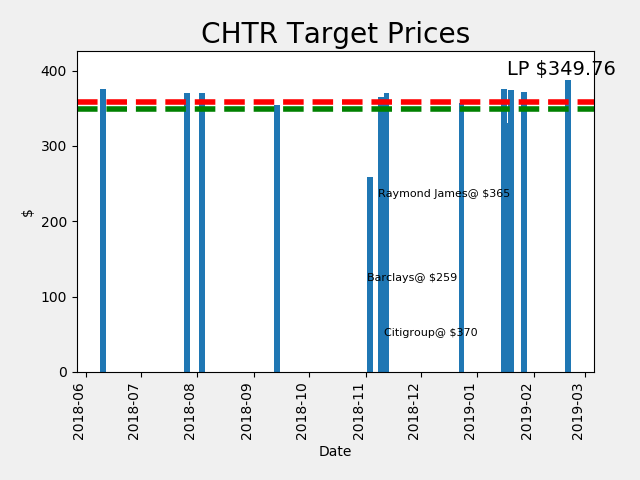 CHTR Target Prices
LP $349.76
400
300
200
100
0
$
Raymond James@ $365
Barclays@ $259
Citigroup@ $370
2018-06
2018-07
2018-08
2018-09
2018-10
2018-11
2018-12
2019-01
2019-02
2019-03
Date